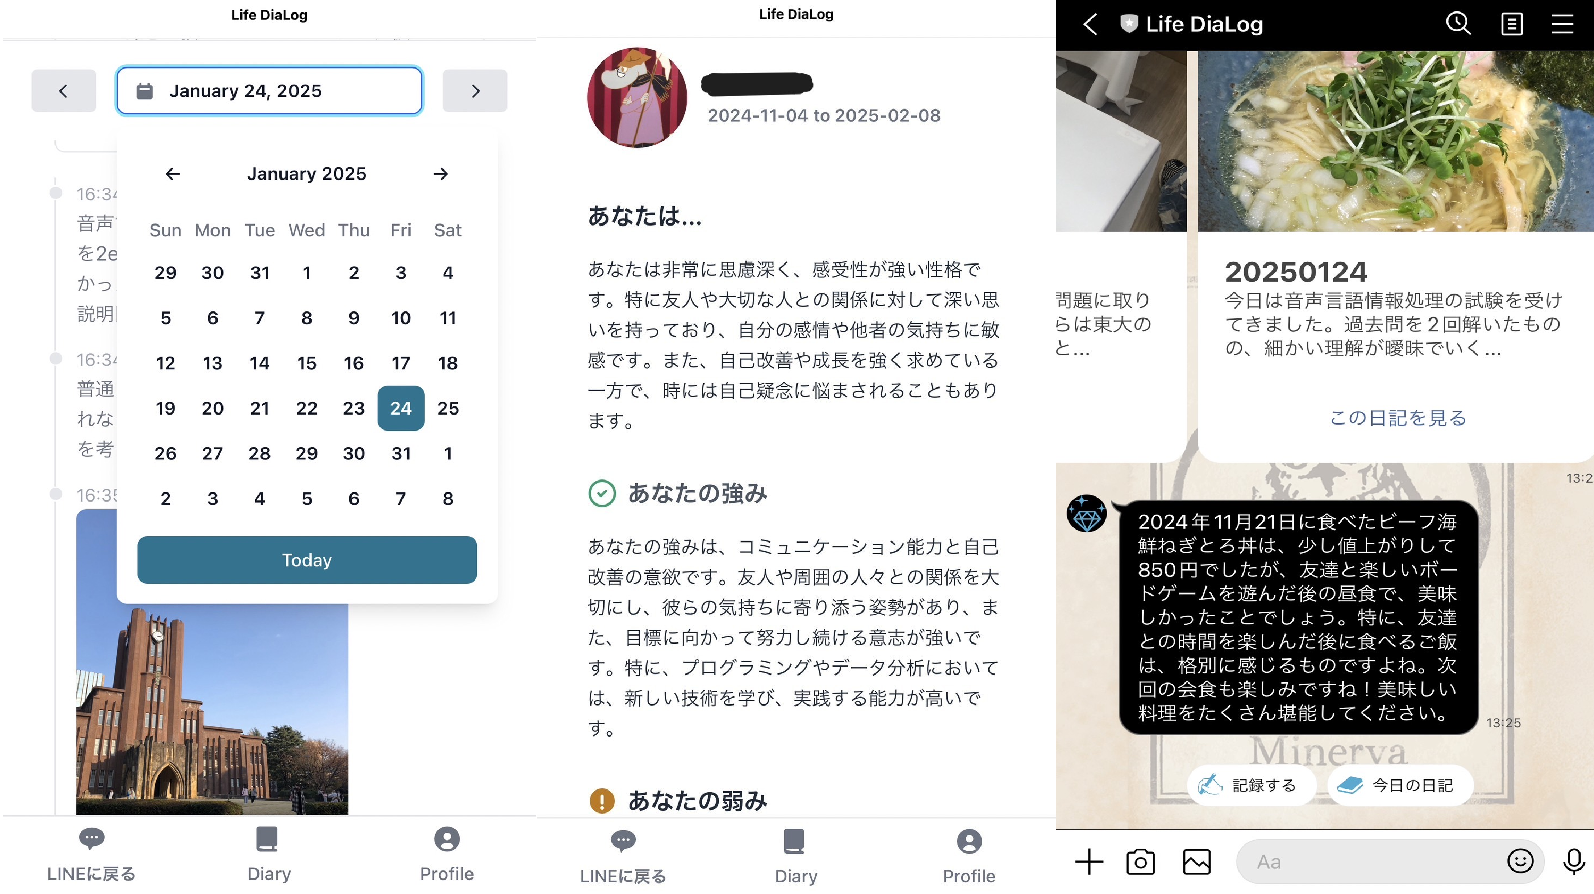 Life DiaLog
January 24, 2025
January 2025
Sun Mon Tue Wed Thu Fri Sat
29 30 31 1 2 3 4
5 6 7 8 9 10 11
12 13 14 15 16 17 18
19 20 21 22 23 24 25
26 27 28 29 30 31 1
2 3 4 5 6 7 8
Today
16:34
音声
を2e
かっ
説明
16:34
普通
れな
を考
16:35
LINEに戻る
Diary
Profile
Life DiaLog
2024-11-04 to 2025-02-08
あなたは...
あなたは非常に思慮深く、感受性が強い性格で
す。特に友人や大切な人との関係に対して深い思
いを持っており、自分の感情や他者の気持ちに敏
感です。また、自己改善や成長を強く求めている
一方で、時には自己疑念に悩まされることもあり
ます。
あなたの強み
あなたの強みは、コミュニケーション能力と自己
改善の意欲です。友人や周囲の人々との関係を大
切にし、彼らの気持ちに寄り添う姿勢があり、ま
た、目標に向かって努力し続ける意志が強いで
す。特に、プログラミングやデータ分析において
は、新しい技術を学び、実践する能力が高いで
す。
あなたの弱み
LINEに戻る
Diary
Profile
Life DiaLog
問題に取り
らは東大の
と...
20250124
今日は音声言語情報処理の試験を受け
てきました。過去問を２回解いたもの
の、細かい理解が曖昧でいく...
この日記を見る
13:2
2024年11月21日に食べたビーフ海
鮮ねぎとろ丼は、少し値上がりして
850円でしたが、友達と楽しいボー
ドゲームを遊んだ後の昼食で、美味
しかったことでしょう。特に、友達
との時間を楽しんだ後に食べるご飯
は、格別に感じるものですよね。次
回の会食も楽しみですね！美味しい
料理をたくさん堪能してください。
13:25
Minerva
記録する
今日の日記
Aa